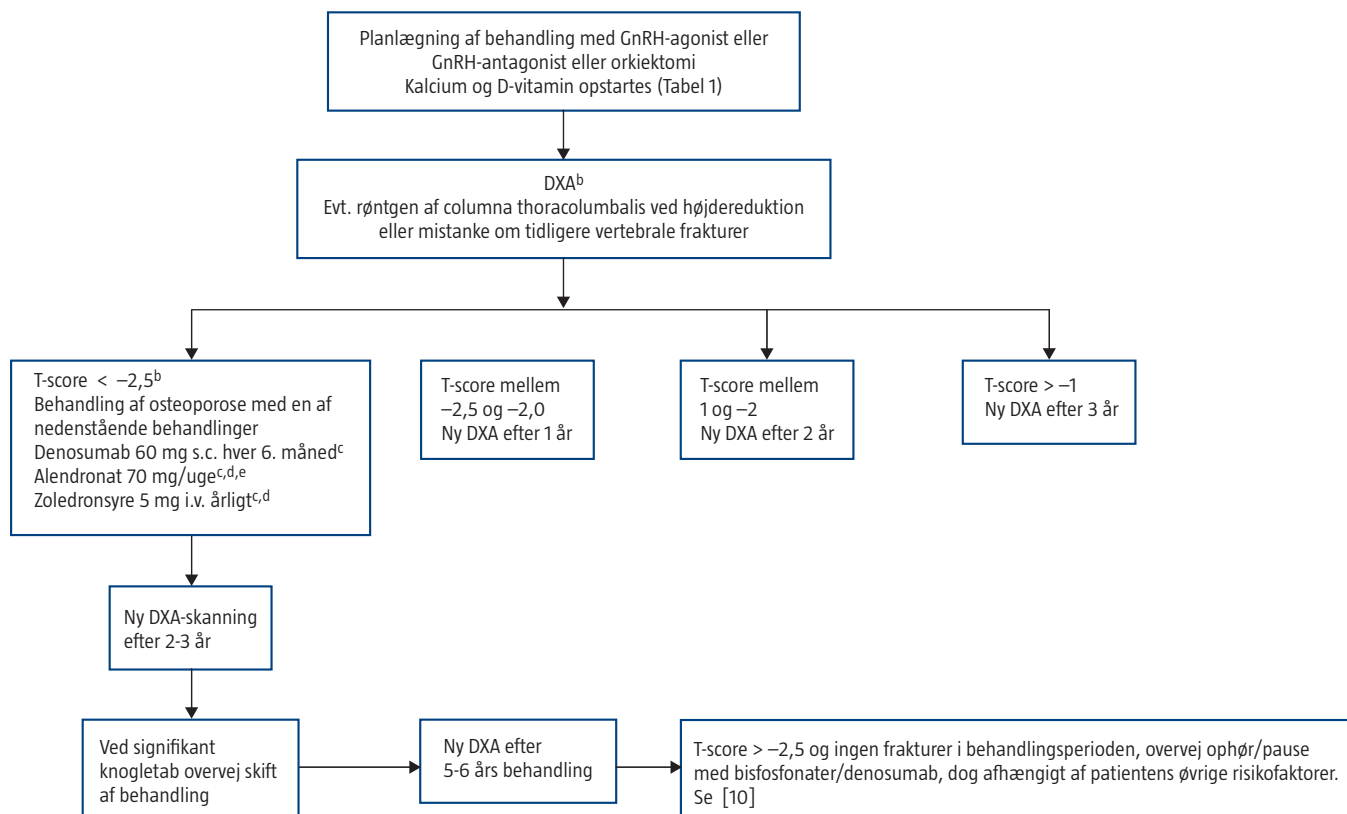 Planlægning af behandling med GnRH-agonist eller
GnRH-antagonist eller orkiektomi
Kalcium og D-vitamin opstartes (Tabel 1)
DXAᵇ
Evt. røntgen af columna thoracolumbalis ved højdereduktion
eller mistanke om tidligere vertebrale frakturer
T-score < –2,5ᵇ
Behandling af osteoporose med en af
nedenstående behandlinger
Denosumab 60 mg s.c. hver 6. månedᶜ
Alendronat 70 mg/ugeᶜ,ᵈ,ᵉ
Zoledronsyre 5 mg i.v. årligtᶜ,ᵈ
T-score mellem
–2,5 og –2,0
Ny DXA efter 1 år
T-score mellem
1 og –2
Ny DXA efter 2 år
T-score > –1
Ny DXA efter 3 år
Ny DXA-skanning
efter 2-3 år
Ved signifikant
knogletab overvej skift
af behandling
Ny DXA efter
5-6 års behandling
T-score > –2,5 og ingen frakturer i behandlingsperioden, overvej ophør/pause
med bisfosfonater/denosumab, dog afhængigt af patientens øvrige risikofaktorer.
Se [10]